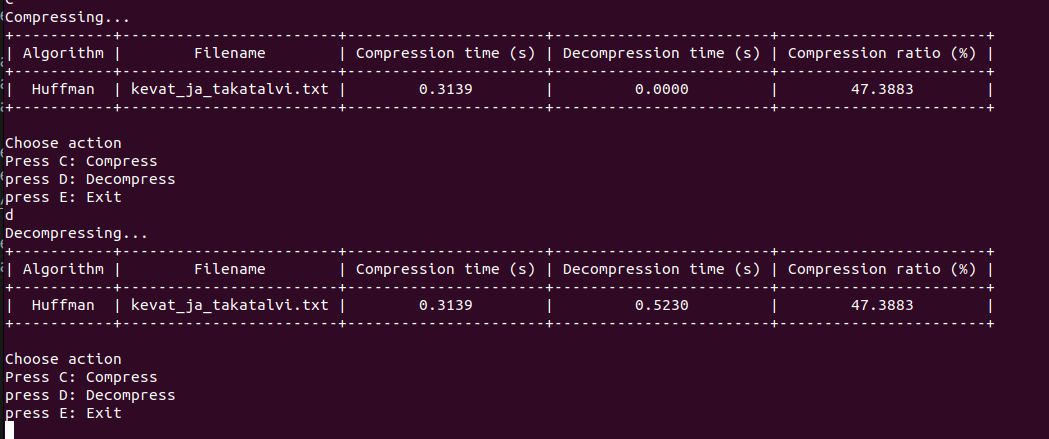 Compressing...
+-----------+------------------------+----------------------+------------------------+-----------------------+
| Algorithm |        Filename        | Compression time (s) | Decompression time (s) | Compression ratio (%) |
+-----------+------------------------+----------------------+------------------------+-----------------------+
|  Huffman  | kevat_ja_takatalvi.txt |        0.3139        |         0.0000         |        47.3883        |
+-----------+------------------------+----------------------+------------------------+-----------------------+
Choose action
Press C: Compress
press D: Decompress
press E: Exit
d
Decompressing...
+-----------+------------------------+----------------------+------------------------+-----------------------+
| Algorithm |        Filename        | Compression time (s) | Decompression time (s) | Compression ratio (%) |
+-----------+------------------------+----------------------+------------------------+-----------------------+
|  Huffman  | kevat_ja_takatalvi.txt |        0.3139        |         0.5230         |        47.3883        |
+-----------+------------------------+----------------------+------------------------+-----------------------+
Choose action
Press C: Compress
press D: Decompress
press E: Exit